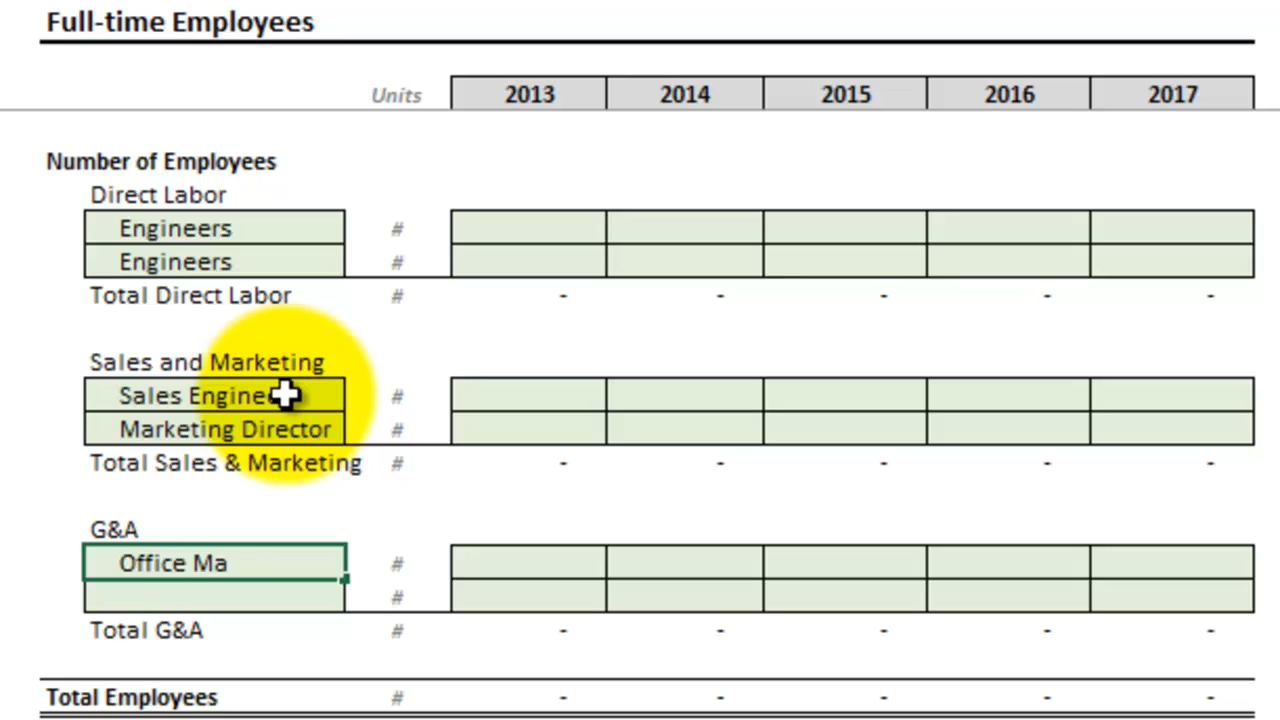 Full-time Employees
Units 2013 2014 2015 2016 2017
Number of Employees
Direct Labor
Engineers #
Engineers #
Total Direct Labor # - - - - -
Sales and Marketing
Sales #
Marketing Director #
Total Sales & Marketing # - - - - -
G&A
Office Ma #
#
Total G&A # - - - - -
Total Employees # - - - - -